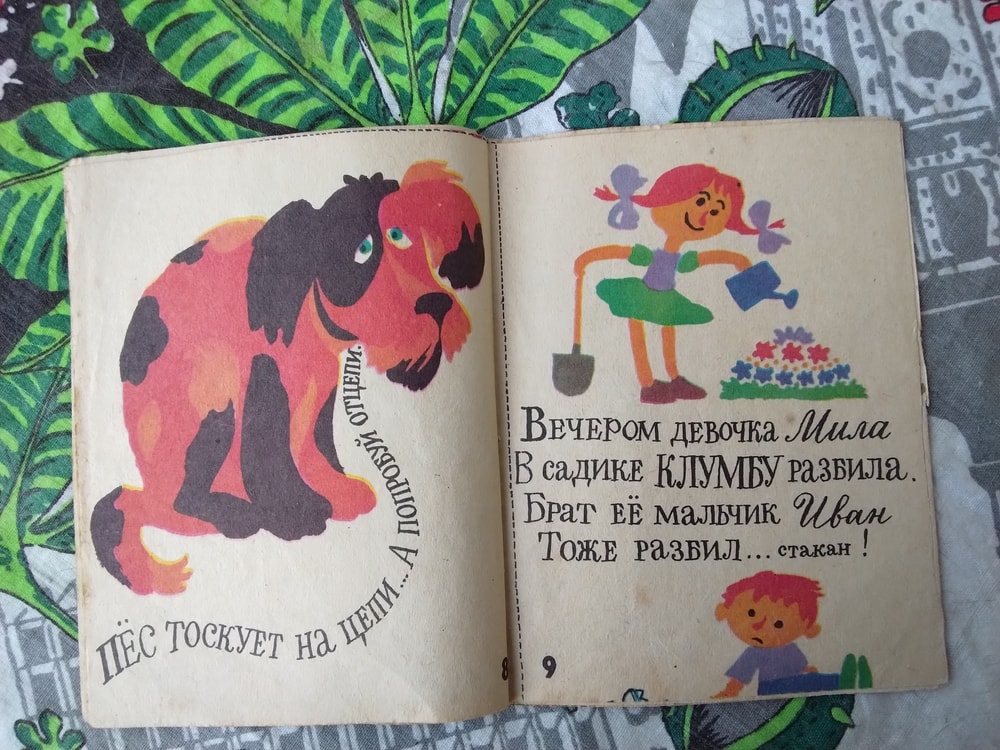 ПЁС ТОСКУЕТ НА ЦЕПИ... А ПОПРОБУЙ ОТЦЕПИ.
8
Вечером девочка Мила
В садике КЛУМБУ разбила.
Брат её мальчик Иван
Тоже разбил... стакан!
9